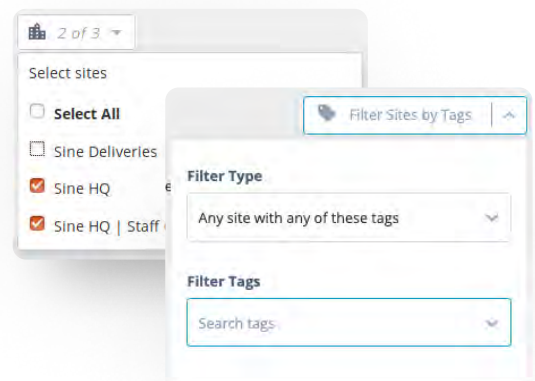 2 of 3
Select sites
Select All
Sine Deliveries
Sine HQ
Sine HQ | Staff
Filter Sites by Tags
Filter Type
Any site with any of these tags
Filter Tags
Search tags